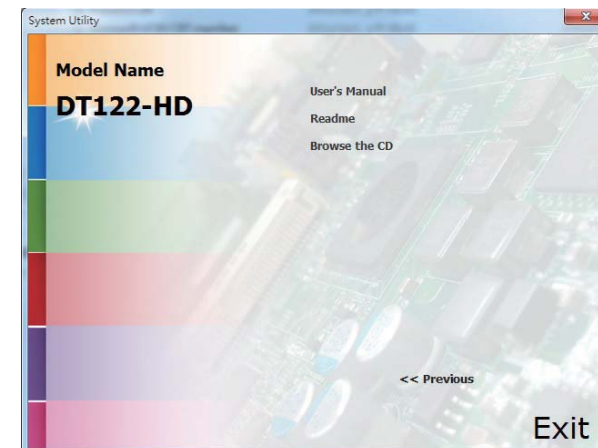 System Utility
Model Name
DT122-HD
User's Manual
Readme
Browse the CD
<< Previous
Exit